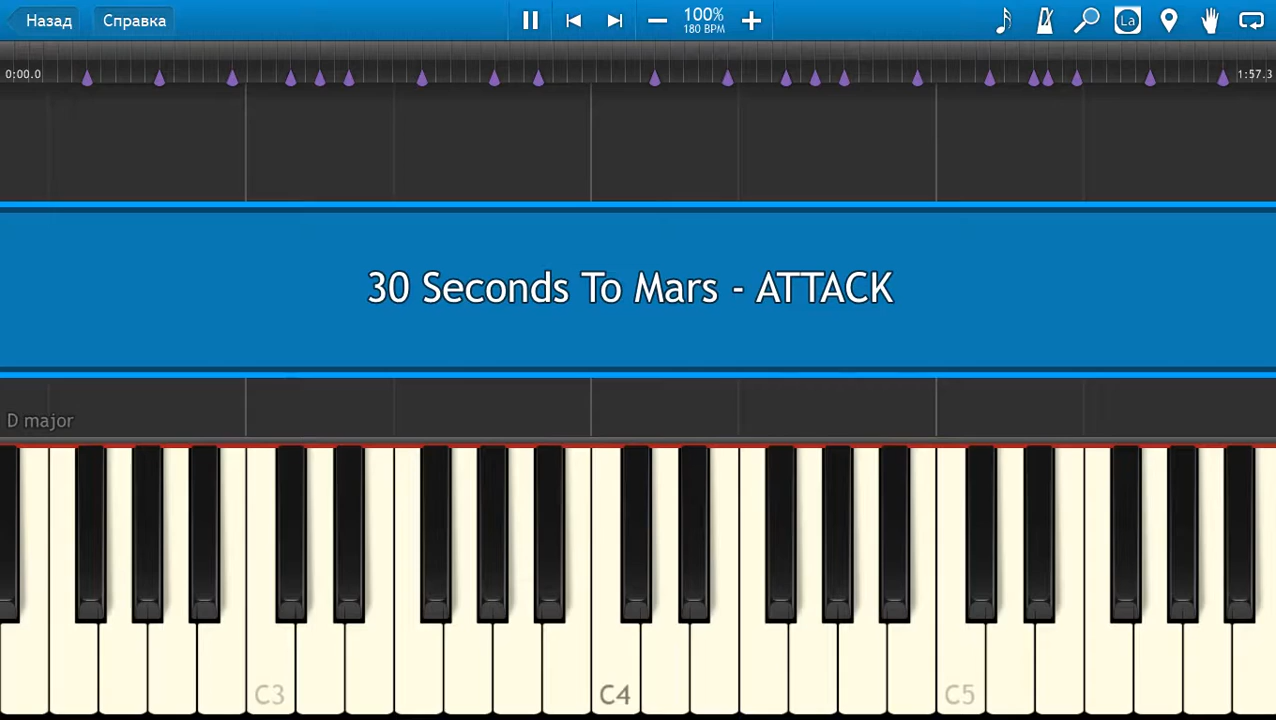 Назад Справка 100% La
180 BPM
0:00.0 1:57.3
30 Seconds To Mars - ATTACK
D major
C3 C4 C5